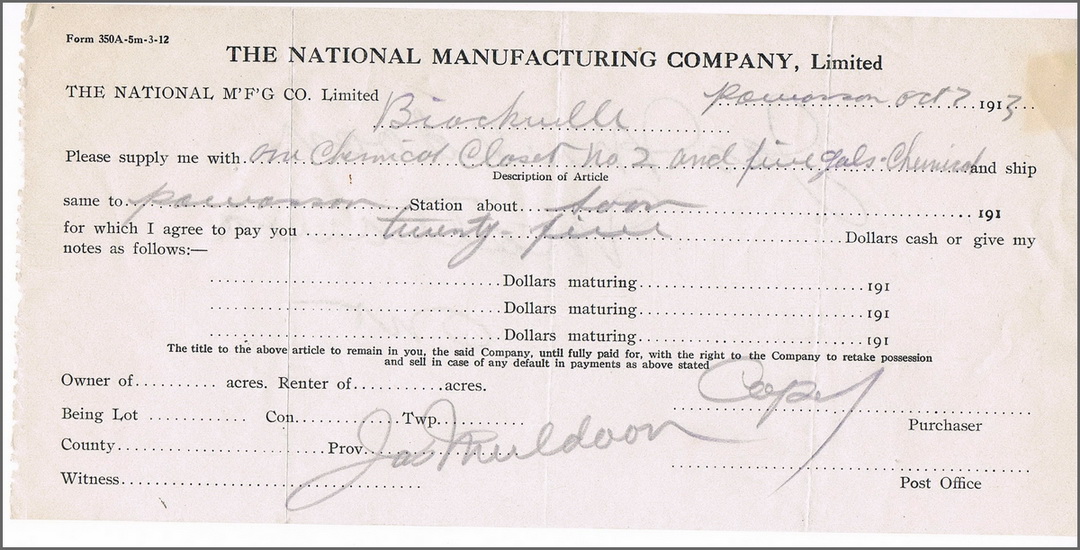 Form 350A-5m-3-12
THE NATIONAL MANUFACTURING COMPANY, Limited
THE NATIONAL M'F'G CO. Limited
powasson oct 7 1913
Brockville
Please supply me with one Chemical Closet No 2 and five gals. Chemical and ship
Description of Article
same to powasson Station about soon 191
for which I agree to pay you twenty-five Dollars cash or give my
notes as follows:—
Dollars maturing 191
Dollars maturing 191
Dollars maturing 191
The title to the above article to remain in you, the said Company, until fully paid for, with the right to the Company to retake possession
and sell in case of any default in payments as above stated
Copy
Owner of acres. Renter of acres.
Being Lot Con. Twp.
Purchaser
County Prov.
Jas Muldoon
Witness
Post Office